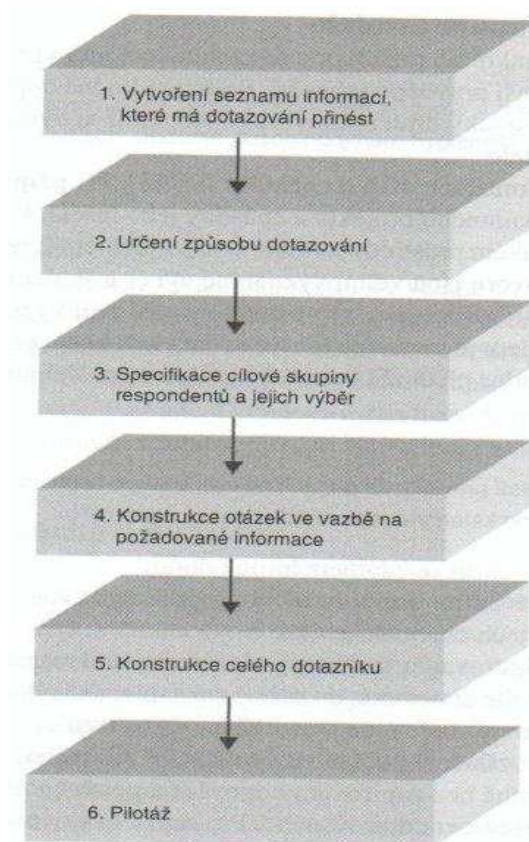 1. Vytvoření seznamu informací,
které má dotazování přinést
2. Určení způsobu dotazování
3. Specifikace cílové skupiny
respondentů a jejich výběr
4. Konstrukce otázek ve vazbě na
požadované informace
5. Konstrukce celého dotazníku
6. Pilotáž